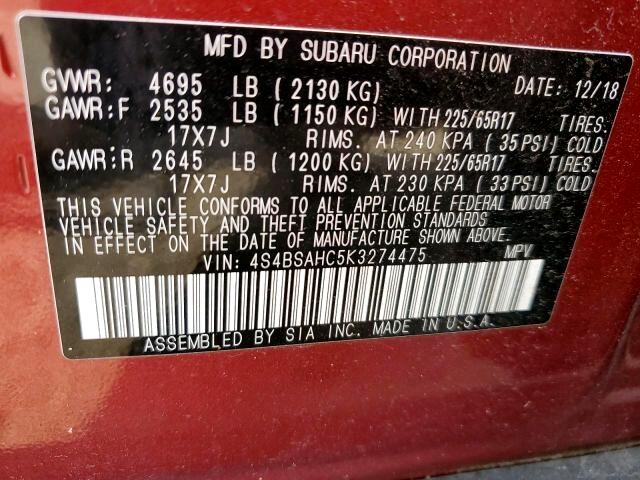 MFD BY SUBARU CORPORATION
GVWR: 4695 LB ( 2130 KG) DATE: 12/18
GAWR:F 2535 LB ( 1150 KG) WITH 225/65R17 TIRES.
17X7J RIMS. AT 240 KPA ( 35 PSI) COLD
GAWR:R 2645 LB ( 1200 KG) WITH 225/65R17 TIRES.
17X7J RIMS. AT 230 KPA ( 33 PSI) COLD
THIS VEHICLE CONFORMS TO ALL APPLICABLE FEDERAL MOTOR
VEHICLE SAFETY AND THEFT PREVENTION STANDARDS
IN EFFECT ON THE DATE OF MANUFACTURE SHOWN ABOVE.
VIN: 4S4BSAHC5K3274475 MPV
ASSEMBLED BY SIA INC. MADE IN U.S.A.